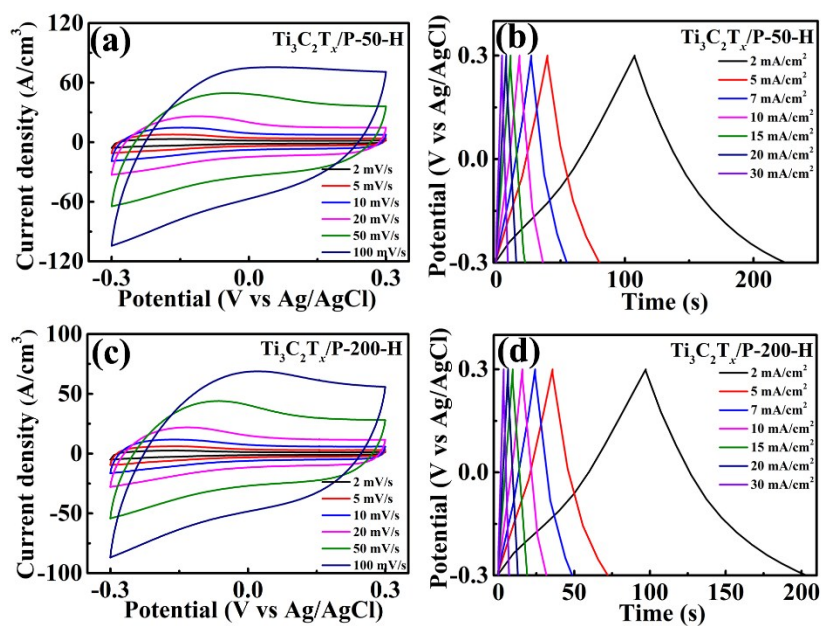 (a)
Ti3C2Tx/P-50-H
Current density (A/cm³)
120
60
0
-60
-120
2 mV/s
5 mV/s
10 mV/s
20 mV/s
50 mV/s
100 mV/s
-0.3
0.0
0.3
Potential (V vs Ag/AgCl)
(b)
Ti3C2Tx/P-50-H
Potential (V vs Ag/AgCl)
0.3
0.0
-0.3
2 mA/cm²
5 mA/cm²
7 mA/cm²
10 mA/cm²
15 mA/cm²
20 mA/cm²
30 mA/cm²
0
100
200
Time (s)
(c)
Ti3C2Tx/P-200-H
Current density (A/cm³)
100
50
0
-50
-100
2 mV/s
5 mV/s
10 mV/s
20 mV/s
50 mV/s
100 mV/s
-0.3
0.0
0.3
Potential (V vs Ag/AgCl)
(d)
Ti3C2Tx/P-200-H
Potential (V vs Ag/AgCl)
0.3
0.0
-0.3
2 mA/cm²
5 mA/cm²
7 mA/cm²
10 mA/cm²
15 mA/cm²
20 mA/cm²
30 mA/cm²
0
50
100
150
200
Time (s)